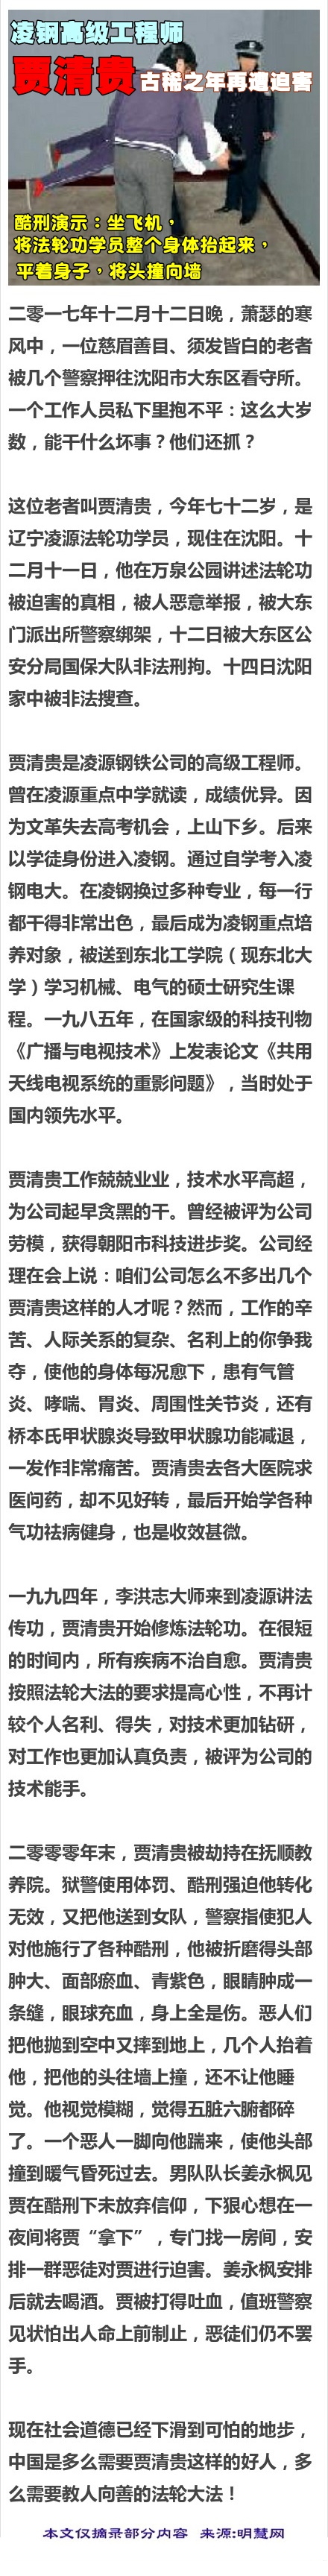 凌钢高级工程师
贾清贵 古稀之年再遭迫害
酷刑演示：坐飞机，
将法轮功学员整个身体抬起来，
平着身子，将头撞向墙
二零一七年十二月十二日晚，萧瑟的寒
风中，一位慈眉善目、须发皆白的老者
被几个警察押往沈阳市大东区看守所。
一个工作人员私下里抱不平：这么大岁
数，能干什么坏事？他们还抓？
这位老者叫贾清贵，今年七十二岁，是
辽宁凌源法轮功学员，现住在沈阳。十
二月十一日，他在万泉公园讲述法轮功
被迫害的真相，被人恶意举报，被大东
门派出所警察绑架，十二日被大东区公
安分局国保大队非法刑拘。十四日沈阳
家中被非法搜查。
贾清贵是凌源钢铁公司的高级工程师。
曾在凌源重点中学就读，成绩优异。因
为文革失去高考机会，上山下乡。后来
以学徒身份进入凌钢。通过自学考入凌
钢电大。在凌钢换过多种专业，每一行
都干得非常出色，最后成为凌钢重点培
养对象，被送到东北工学院（现东北大
学）学习机械、电气的硕士研究生课
程。一九八五年，在国家级的科技刊物
《广播与电视技术》上发表论文《共用
天线电视系统的重影问题》，当时处于
国内领先水平。
贾清贵工作兢兢业业，技术水平高超，
为公司起早贪黑的干。曾经被评为公司
劳模，获得朝阳市科技进步奖。公司经
理在会上说：咱们公司怎么不多出几个
贾清贵这样的人才呢？然而，工作的辛
苦、人际关系的复杂、名利上的你争我
夺，使他的身体每况愈下，患有气管
炎、哮喘、胃炎、周围性关节炎，还有
桥本氏甲状腺炎导致甲状腺功能减退，
一发作非常痛苦。贾清贵去各大医院求
医问药，却不见好转，最后开始学各种
气功祛病健身，也是收效甚微。
一九九四年，李洪志大师来到凌源讲法
传功，贾清贵开始修炼法轮功。在很短
的时间内，所有疾病不治自愈。贾清贵
按照法轮大法的要求提高心性，不再计
较个人名利、得失，对技术更加钻研，
对工作也更加认真负责，被评为公司的
技术能手。
二零零零年末，贾清贵被劫持在抚顺教
养院。狱警使用体罚、酷刑强迫他转化
无效，又把他送到女队，警察指使犯人
对他施行了各种酷刑，他被折磨得头部
肿大、面部瘀血、青紫色，眼睛肿成一
条缝，眼球充血，身上全是伤。恶人们
把他抛到空中又摔到地上，几个人抬着
他，把他的头往墙上撞，还不让他睡
觉。他视觉模糊，觉得五脏六腑都碎
了。一个恶人一脚向他踹来，使他头部
撞到暖气昏死过去。男队队长姜永枫见
贾在酷刑下未放弃信仰，下狠心想在一
夜间将贾“拿下”，专门找一房间，安
排一群恶徒对贾进行迫害。姜永枫安排
后就去喝酒。贾被打得吐血，值班警察
见状怕出人命上前制止，恶徒们仍不罢
手。
现在社会道德已经下滑到可怕的地步，
中国是多么需要贾清贵这样的好人，多
么需要教人向善的法轮大法！
本文仅摘录部分内容 来源:明慧网